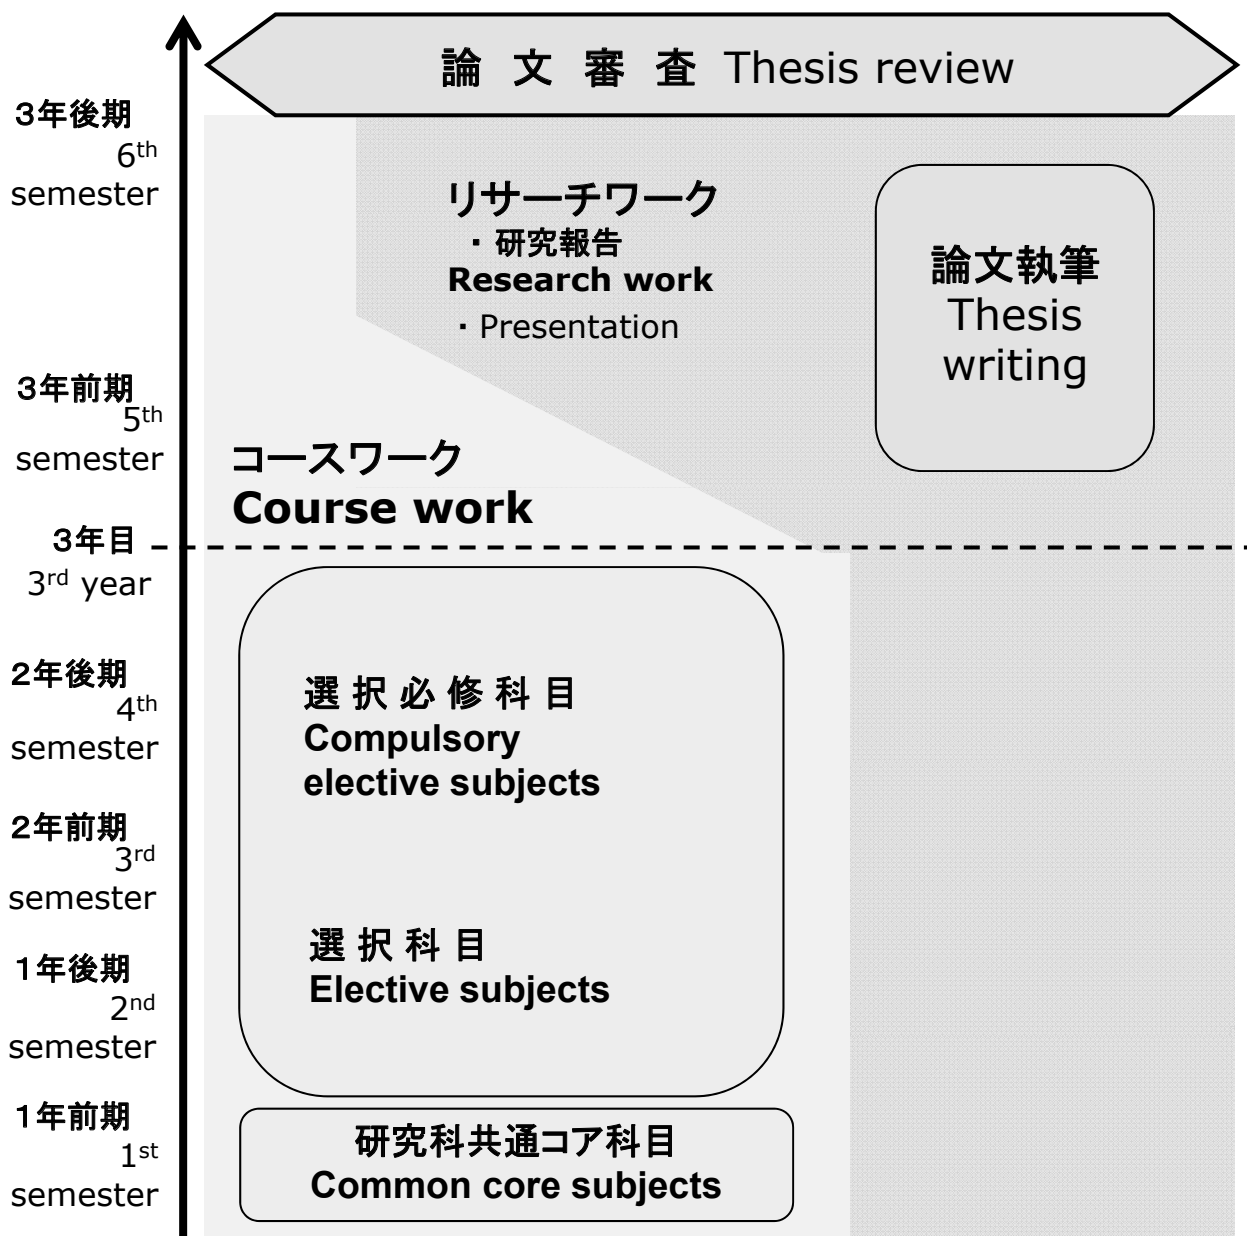 論 文 審 査 Thesis review
3年後期
6th
semester
リサーチワーク
・ 研究報告
Research work
・ Presentation
論文執筆
Thesis
writing
3年前期
5th
semester
コースワーク
Course work
3年目
3rd year
2年後期
4th
semester
選 択 必 修 科 目
Compulsory
elective subjects
2年前期
3rd
semester
選 択 科 目
Elective subjects
1年後期
2nd
semester
1年前期
1st
semester
研究科共通コア科目
Common core subjects